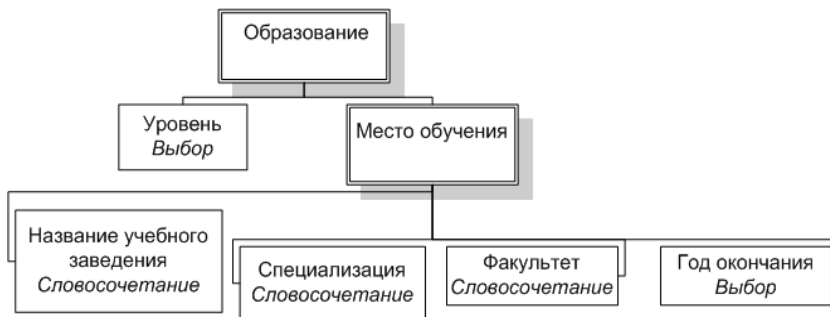 Образование
Уровень
Выбор
Место обучения
Название учебного
заведения
Словосочетание
Специализация
Словосочетание
Факультет
Словосочетание
Год окончания
Выбор